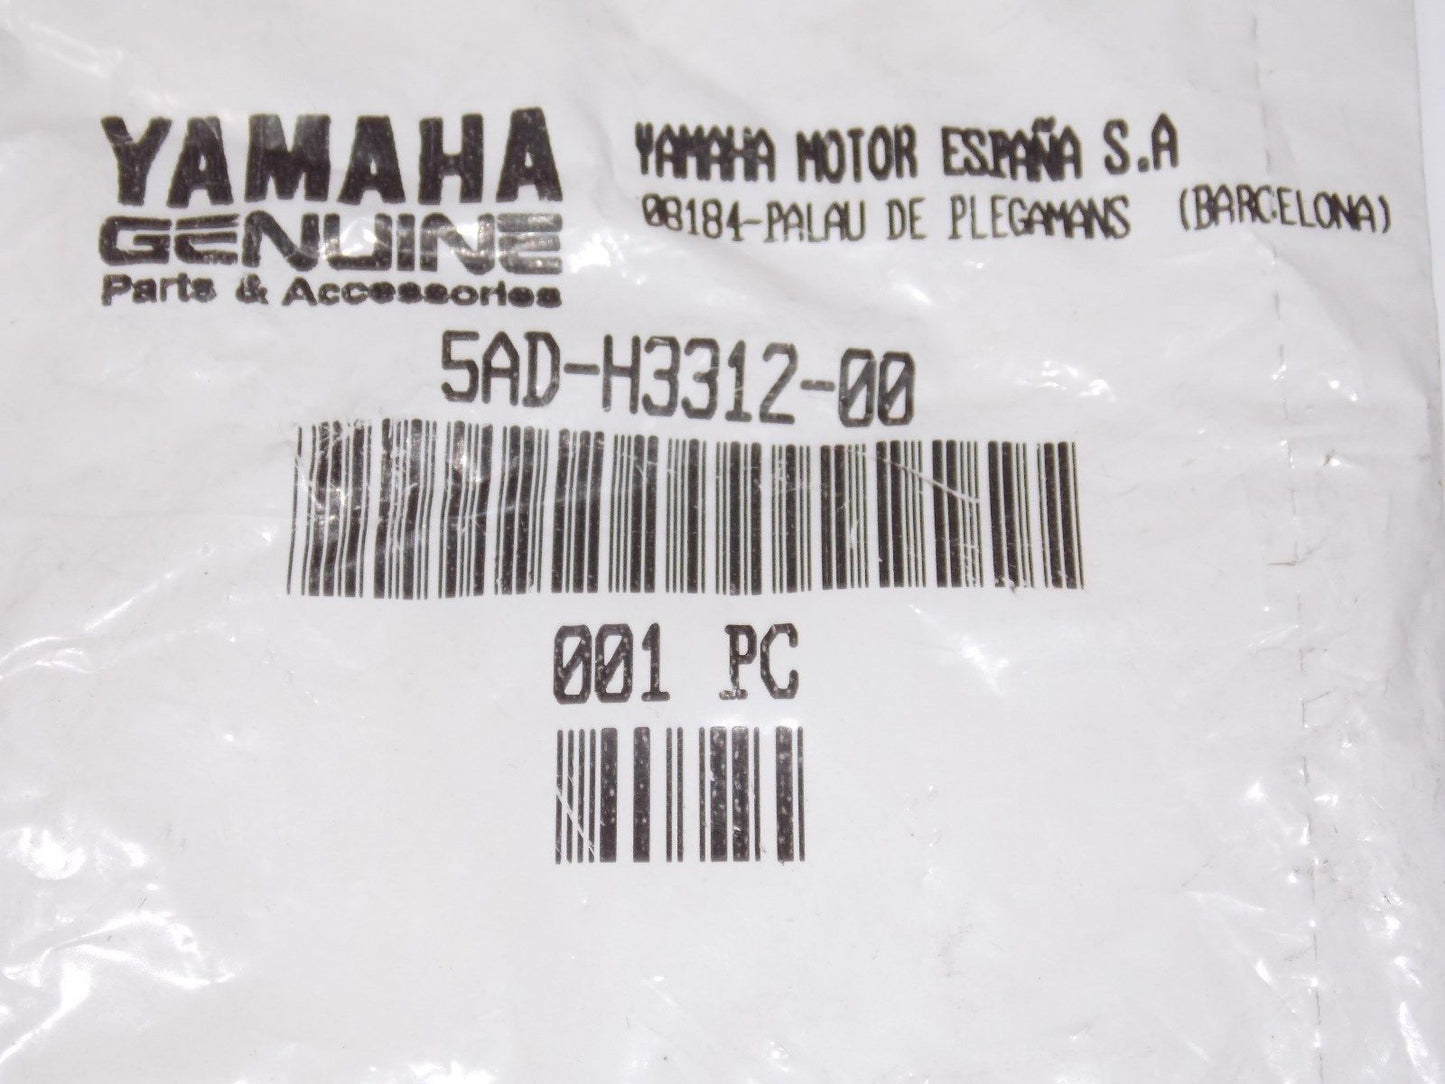 YAMAHA
GENUINE
Parts & Accessories
YAMAHA MOTOR ESPAÑA S.A
08184-PALAU DE PLEGAMANS (BARCELONA)
5AD-H3312-00
001 PC